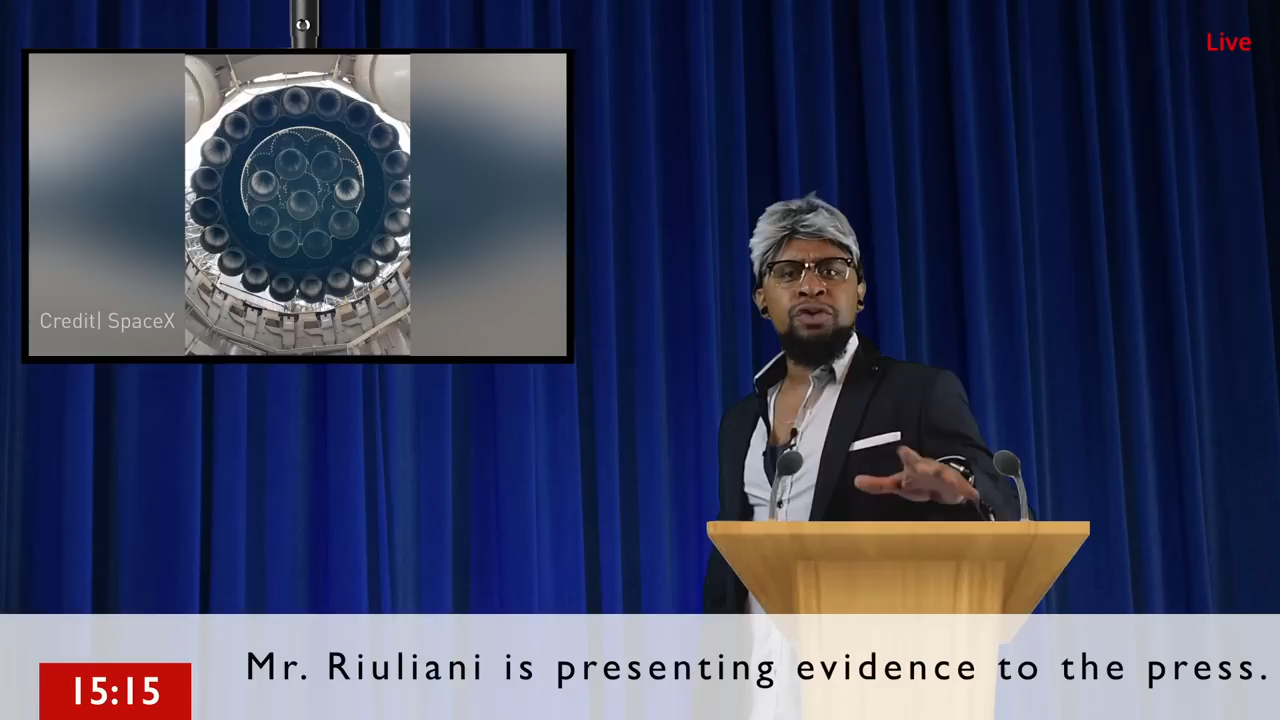 Live
Credit| SpaceX
Mr. Riuliani is presenting evidence to the press.
15:15